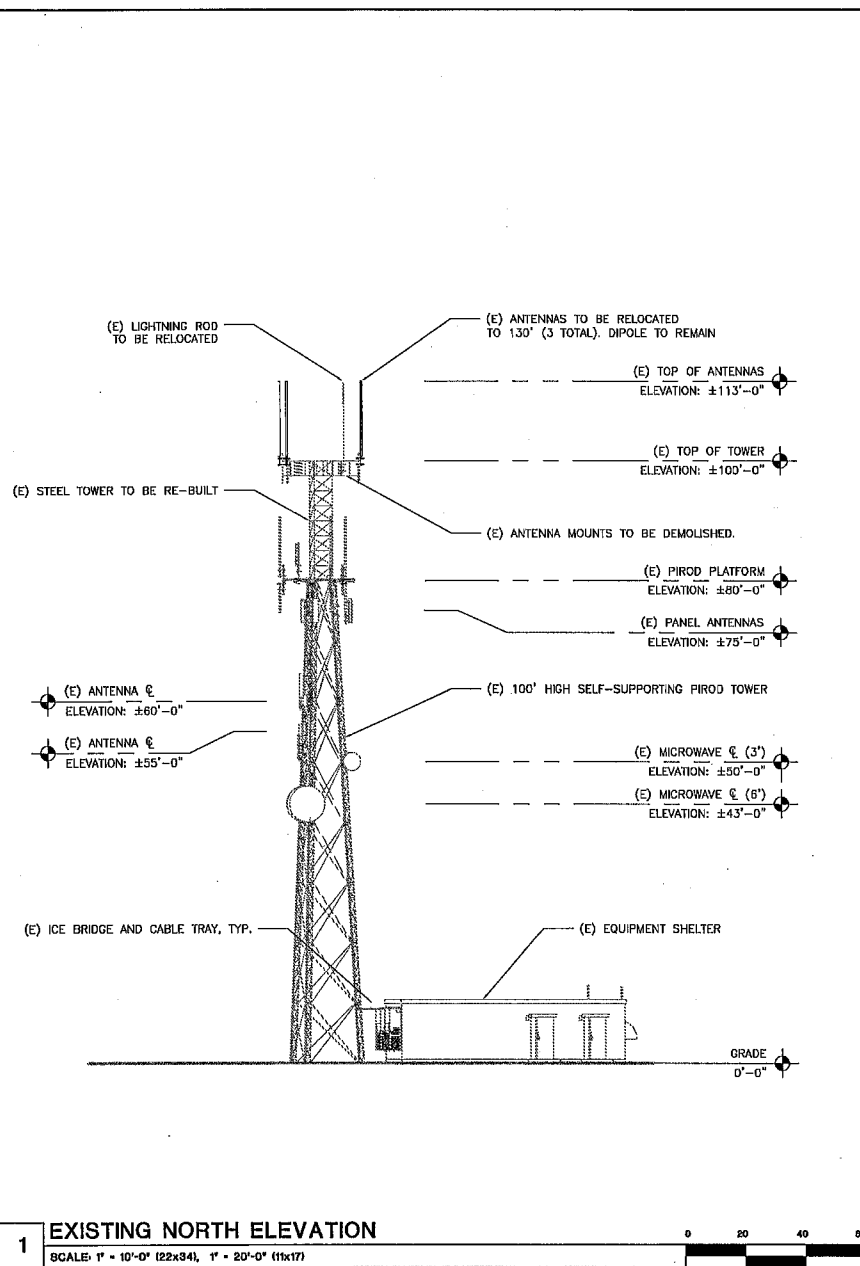 (E) LIGHTNING ROD
TO BE RELOCATED
(E) ANTENNAS TO BE RELOCATED
TO 130' (3 TOTAL). DIPOLE TO REMAIN
(E) TOP OF ANTENNAS
ELEVATION: ±113'-0"
(E) TOP OF TOWER
ELEVATION: ±100'-0"
(E) STEEL TOWER TO BE RE-BUILT
(E) ANTENNA MOUNTS TO BE DEMOLISHED.
(E) PIROD PLATFORM
ELEVATION: ±80'-0"
(E) PANEL ANTENNAS
ELEVATION: ±75'-0"
(E) ANTENNA ℄
ELEVATION: ±60'-0"
(E) 100' HIGH SELF-SUPPORTING PIROD TOWER
(E) ANTENNA ℄
ELEVATION: ±55'-0"
(E) MICROWAVE ℄ (3')
ELEVATION: ±50'-0"
(E) MICROWAVE ℄ (6')
ELEVATION: ±43'-0"
(E) ICE BRIDGE AND CABLE TRAY, TYP.
(E) EQUIPMENT SHELTER
GRADE
0'-0"
1 EXISTING NORTH ELEVATION
SCALE: 1" = 10'-0" (22x34), 1" = 20'-0" (11x17)
0 20 40